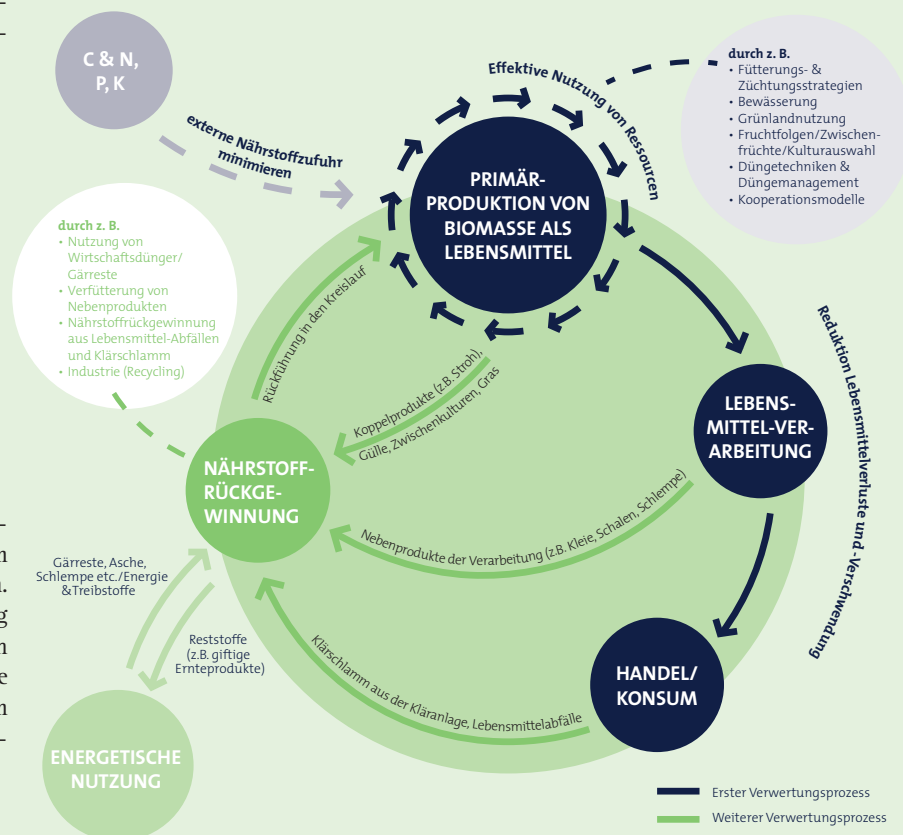 C & N,
P, K
externe Nährstoffzufuhr
minimieren
Effektive Nutzung von Ressourcen
durch z. B.
• Fütterungs- &
Züchtungsstrategien
• Bewässerung
• Grünlandnutzung
• Fruchtfolgen/Zwischen-
früchte/Kulturauswahl
• Düngetechniken &
Düngemanagement
• Kooperationsmodelle
PRIMÄR-
PRODUKTION VON
BIOMASSE ALS
LEBENSMITTEL
durch z. B.
• Nutzung von
Wirtschaftsdünger/
Gärreste
• Verfütterung von
Nebenprodukten
• Nährstoffrückgewinnung
aus Lebensmittel-Abfällen
und Klärschlamm
• Industrie (Recycling)
Rückführung in den Kreislauf
Koppelprodukte (z.B. Stroh),
Gülle, Zwischenkulturen, Gras
LEBENS-
MITTEL-VER-
ARBEITUNG
Reduktion Lebensmittelverluste und -Verschwendung
NÄHRSTOFF-
RÜCKGE-
WINNUNG
Nebenprodukte der Verarbeitung (z.B. Kleie, Schalen, Schlempe)
Gärreste, Asche,
Schlempe etc./Energie
&Treibstoffe
Reststoffe
(z.B. giftige
Ernteprodukte)
Klärschlamm aus der Kläranlage, Lebensmittelabfälle
HANDEL/
KONSUM
ENERGETISCHE
NUTZUNG
Erster Verwertungsprozess
Weiterer Verwertungsprozess